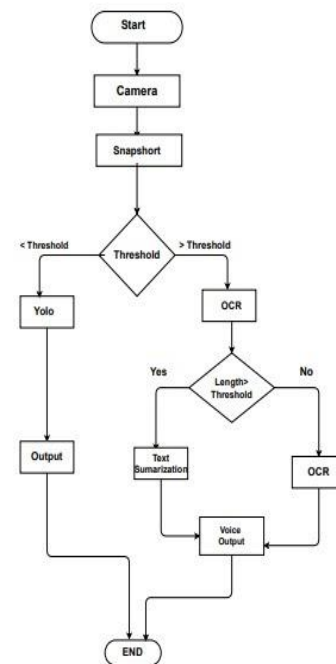 Start
Camera
Snapshort
< Threshold
> Threshold
Threshold
Yolo
OCR
Yes
No
Length>
Threshold
Output
Text
Sumarization
OCR
Voice
Output
END